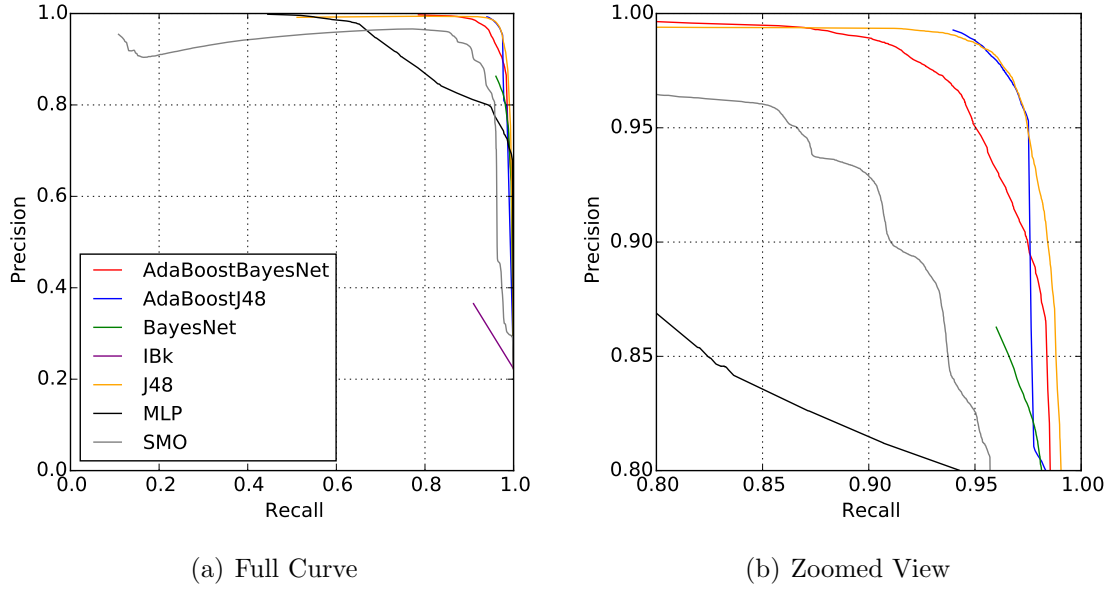 1.0
0.8
0.6
0.4
0.2
0.0
Precision
AdaBoostBayesNet
AdaBoostJ48
BayesNet
IBk
J48
MLP
SMO
0.0 0.2 0.4 0.6 0.8 1.0
Recall
(a) Full Curve
1.00
0.95
0.90
0.85
0.80
Precision
0.80 0.85 0.90 0.95 1.00
Recall
(b) Zoomed View